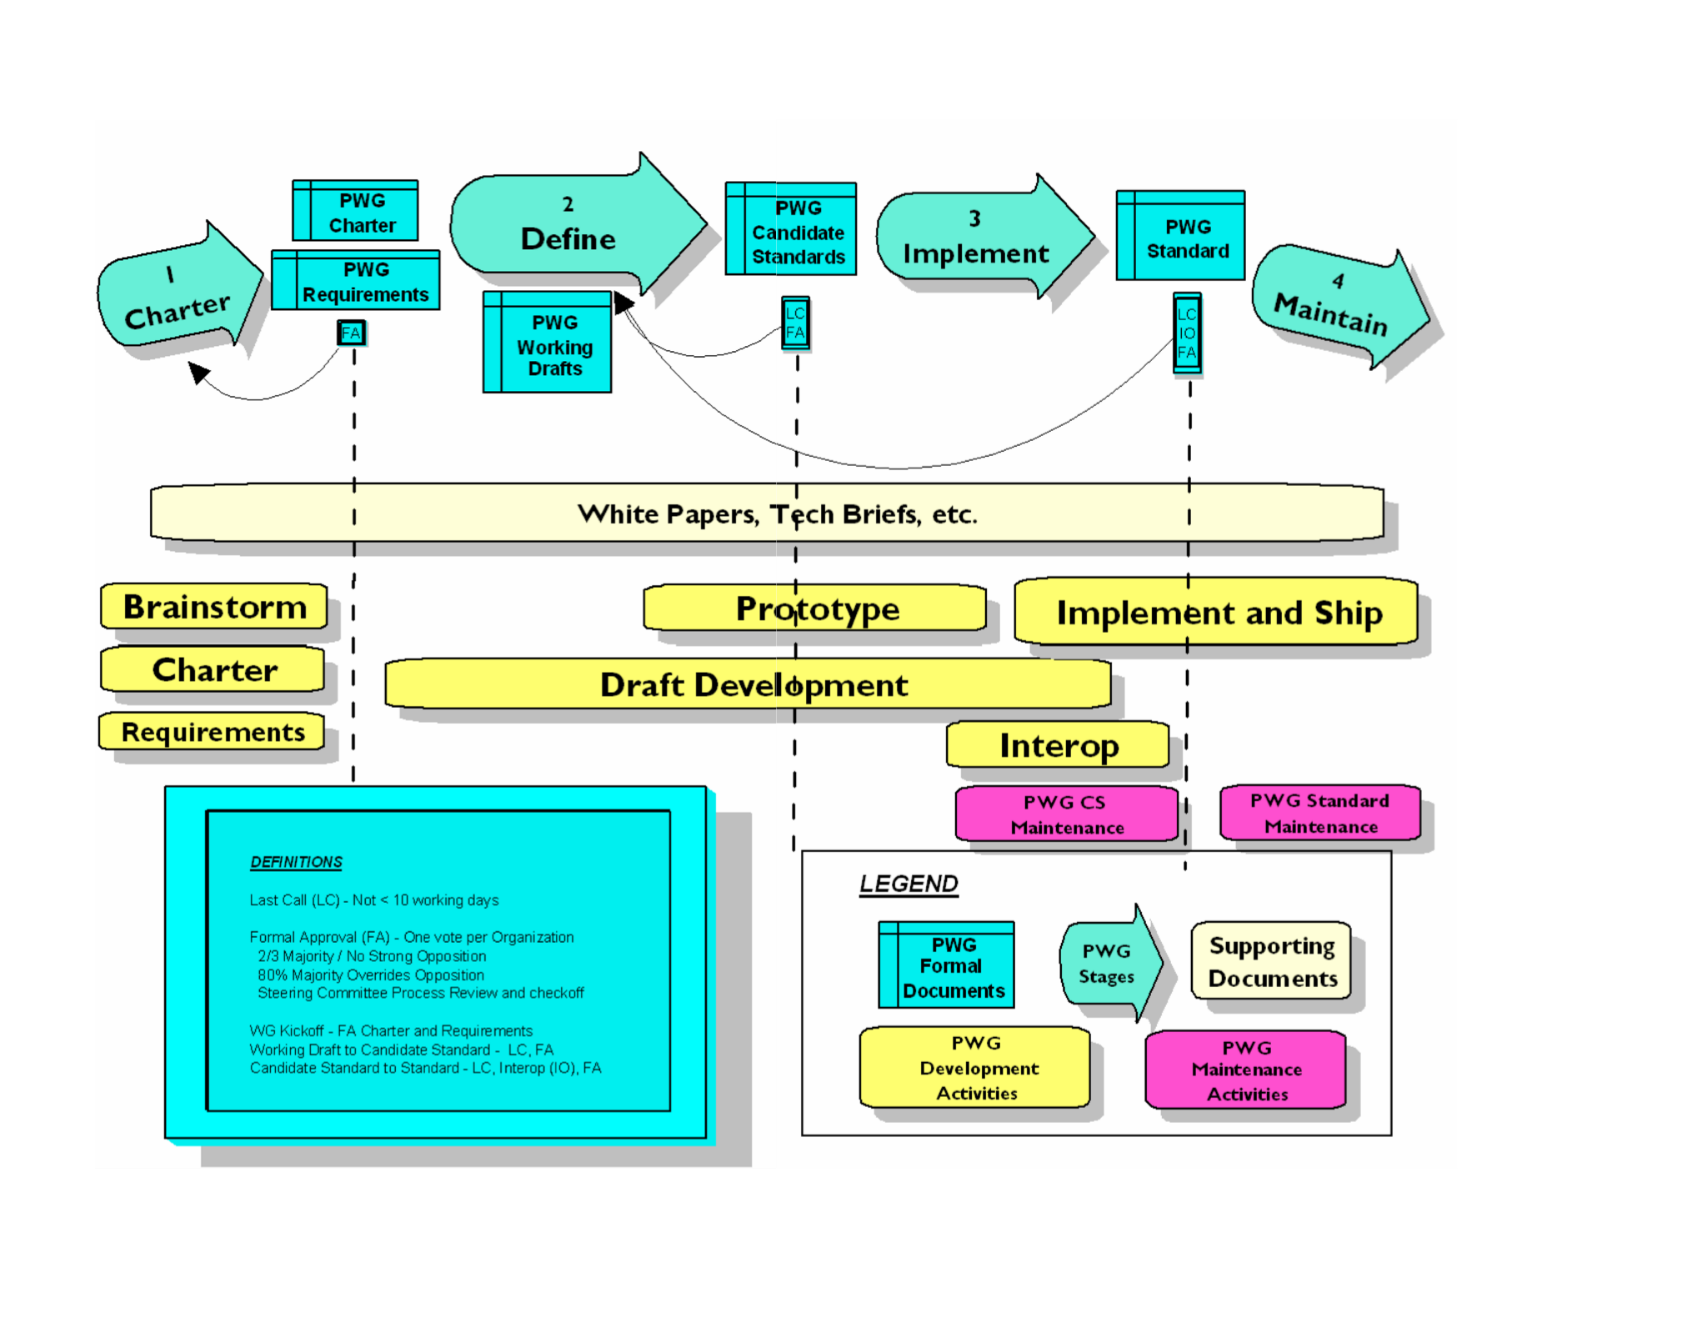 1
Charter
PWG
Charter
PWG
Requirements
FA
2
Define
PWG
Working
Drafts
PWG
Candidate
Standards
LC
FA
3
Implement
PWG
Standard
LC
IO
FA
4
Maintain
White Papers, Tech Briefs, etc.
Brainstorm
Charter
Requirements
Prototype
Implement and Ship
Draft Development
Interop
PWG CS
Maintenance
PWG Standard
Maintenance
DEFINITIONS
Last Call (LC) - Not < 10 working days
Formal Approval (FA) - One vote per Organization
2/3 Majority / No Strong Opposition
80% Majority Overrides Opposition
Steering Committee Process Review and checkoff
WG Kickoff - FA Charter and Requirements
Working Draft to Candidate Standard - LC, FA
Candidate Standard to Standard - LC, Interop (IO), FA
LEGEND
PWG
Formal
Documents
PWG
Stages
Supporting
Documents
PWG
Development
Activities
PWG
Maintenance
Activities